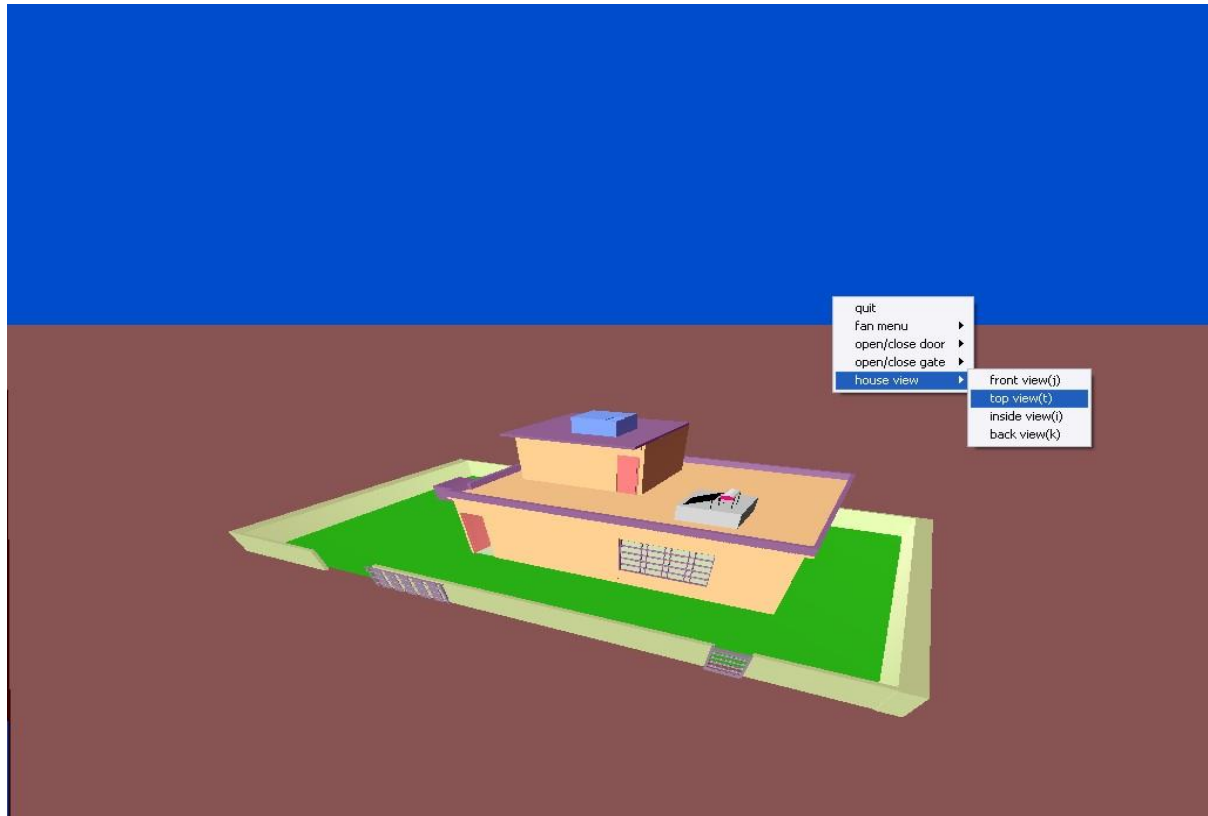 quit
fan menu
open/close door
open/close gate
house view
front view(j)
top view(t)
inside view(i)
back view(k)